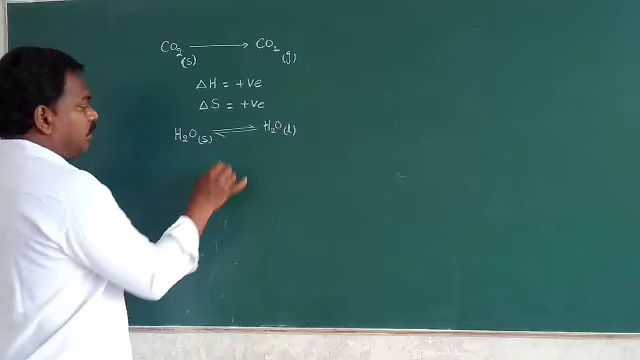 CO₂(s) ⟶ CO₂(g)
ΔH = +ve
ΔS = +ve
H₂O(s) ⇌ H₂O(l)